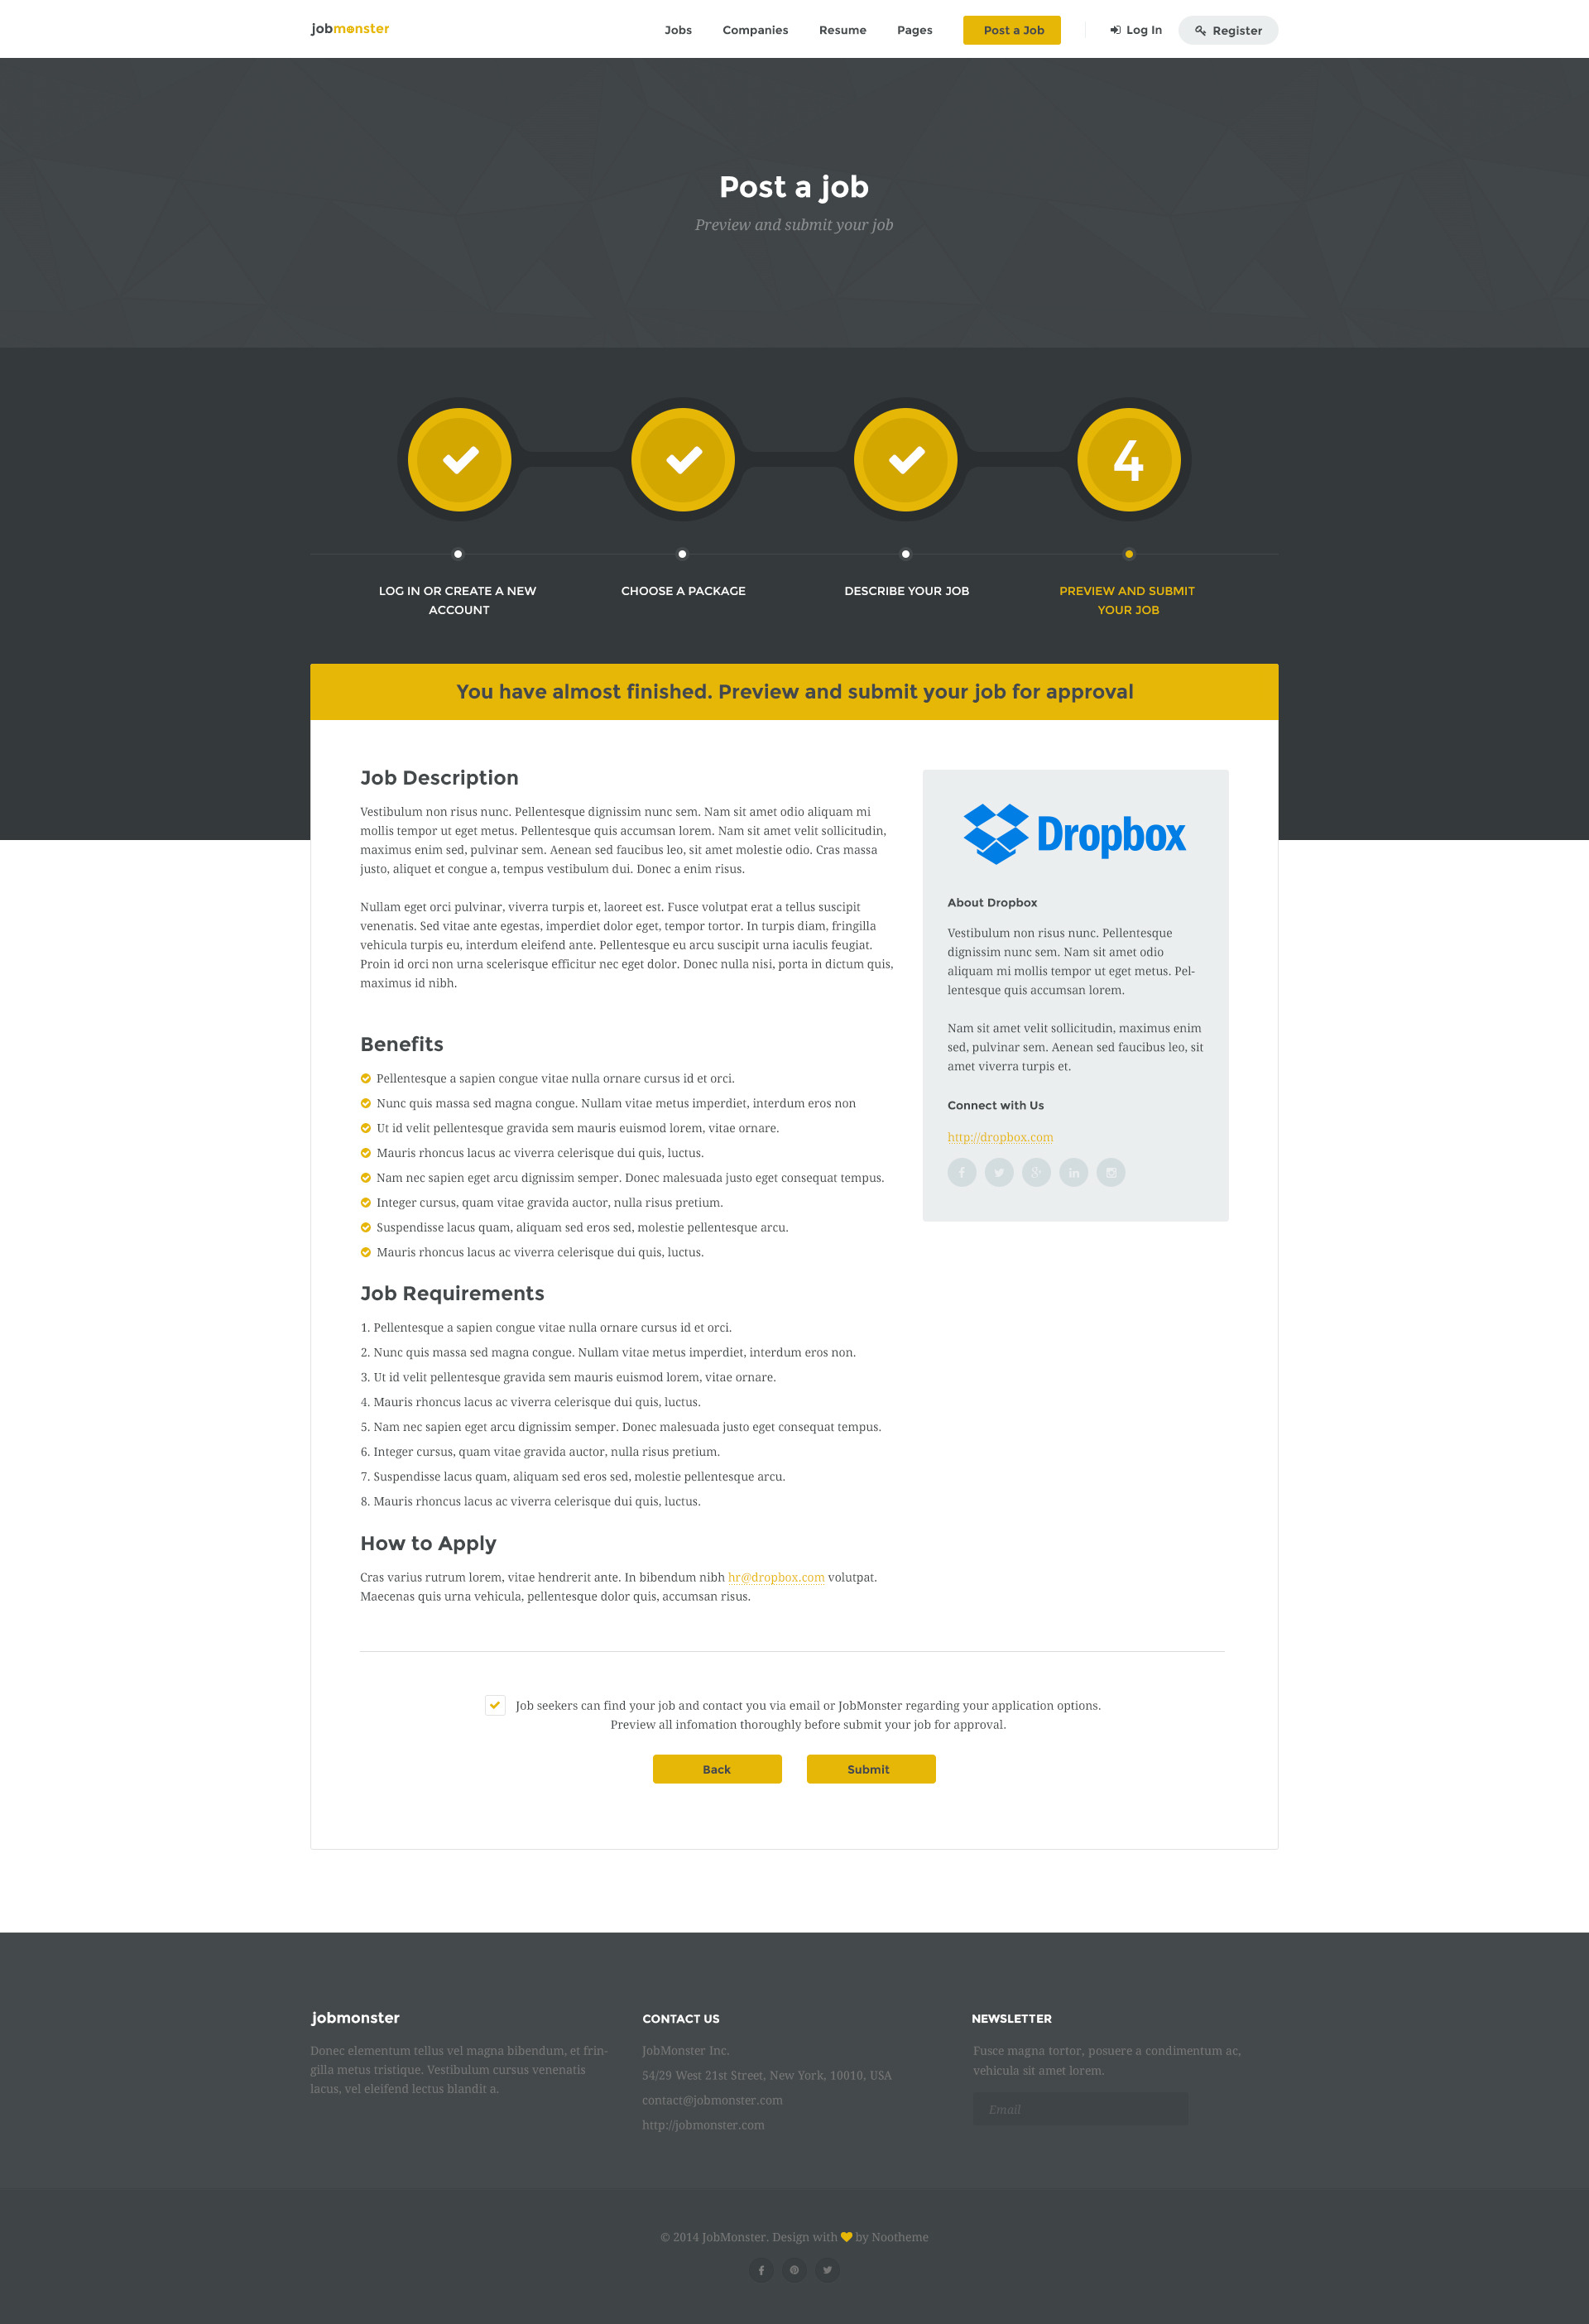 jobmonster
Jobs Companies Resume Pages Post a Job Log In Register
Post a job
Preview and submit your job
4
LOG IN OR CREATE A NEW
ACCOUNT
CHOOSE A PACKAGE
DESCRIBE YOUR JOB
PREVIEW AND SUBMIT
YOUR JOB
You have almost finished. Preview and submit your job for approval
Job Description
Vestibulum non risus nunc. Pellentesque dignissim nunc sem. Nam sit amet odio aliquam mi
mollis tempor ut eget metus. Pellentesque quis accumsan lorem. Nam sit amet velit sollicitudin,
maximus enim sed, pulvinar sem. Aenean sed faucibus leo, sit amet molestie odio. Cras massa
justo, aliquet et congue a, tempus vestibulum dui. Donec a enim risus.
Nullam eget orci pulvinar, viverra turpis et, laoreet est. Fusce volutpat erat a tellus suscipit
venenatis. Sed vitae ante egestas, imperdiet dolor eget, tempor tortor. In turpis diam, fringilla
vehicula turpis eu, interdum eleifend ante. Pellentesque eu arcu suscipit urna iaculis feugiat.
Proin id orci non urna scelerisque efficitur nec eget dolor. Donec nulla nisi, porta in dictum quis,
maximus id nibh.
Benefits
Pellentesque a sapien congue vitae nulla ornare cursus id et orci.
Nunc quis massa sed magna congue. Nullam vitae metus imperdiet, interdum eros non
Ut id velit pellentesque gravida sem mauris euismod lorem, vitae ornare.
Mauris rhoncus lacus ac viverra celerisque dui quis, luctus.
Nam nec sapien eget arcu dignissim semper. Donec malesuada justo eget consequat tempus.
Integer cursus, quam vitae gravida auctor, nulla risus pretium.
Suspendisse lacus quam, aliquam sed eros sed, molestie pellentesque arcu.
Mauris rhoncus lacus ac viverra celerisque dui quis, luctus.
Job Requirements
1. Pellentesque a sapien congue vitae nulla ornare cursus id et orci.
2. Nunc quis massa sed magna congue. Nullam vitae metus imperdiet, interdum eros non.
3. Ut id velit pellentesque gravida sem mauris euismod lorem, vitae ornare.
4. Mauris rhoncus lacus ac viverra celerisque dui quis, luctus.
5. Nam nec sapien eget arcu dignissim semper. Donec malesuada justo eget consequat tempus.
6. Integer cursus, quam vitae gravida auctor, nulla risus pretium.
7. Suspendisse lacus quam, aliquam sed eros sed, molestie pellentesque arcu.
8. Mauris rhoncus lacus ac viverra celerisque dui quis, luctus.
How to Apply
Cras varius rutrum lorem, vitae hendrerit ante. In bibendum nibh hr@dropbox.com volutpat.
Maecenas quis urna vehicula, pellentesque dolor quis, accumsan risus.
Dropbox
About Dropbox
Vestibulum non risus nunc. Pellentesque
dignissim nunc sem. Nam sit amet odio
aliquam mi mollis tempor ut eget metus. Pel-
lentesque quis accumsan lorem.
Nam sit amet velit sollicitudin, maximus enim
sed, pulvinar sem. Aenean sed faucibus leo, sit
amet viverra turpis et.
Connect with Us
http://dropbox.com
Job seekers can find your job and contact you via email or JobMonster regarding your application options.
Preview all infomation thoroughly before submit your job for approval.
Back Submit
jobmonster
Donec elementum tellus vel magna bibendum, et frin-
gilla metus tristique. Vestibulum cursus venenatis
lacus, vel eleifend lectus blandit a.
CONTACT US
JobMonster Inc.
54/29 West 21st Street, New York, 10010, USA
contact@jobmonster.com
http://jobmonster.com
NEWSLETTER
Fusce magna tortor, posuere a condimentum ac,
vehicula sit amet lorem.
Email
© 2014 JobMonster. Design with by Nootheme